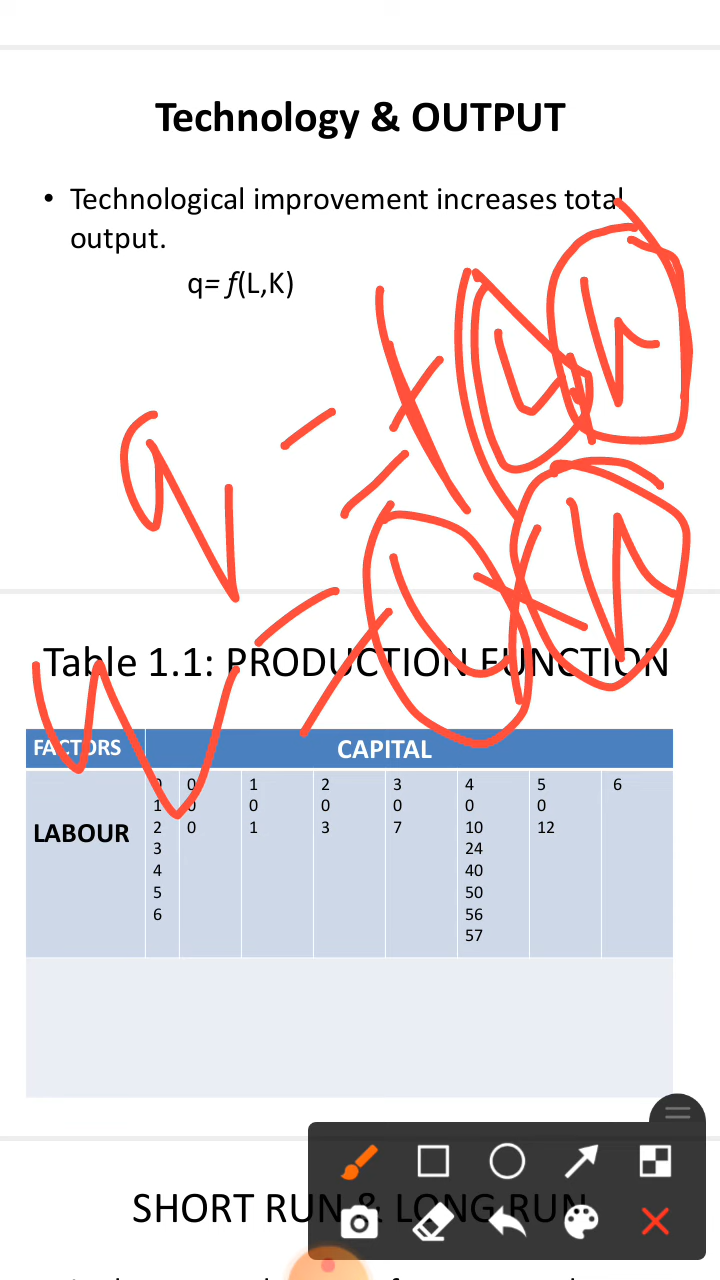 Technology & OUTPUT
• Technological improvement increases total
output.
q= f(L,K)
q = f(L,K)
Table 1.1: PRODUCTION FUNCTION
FACTORS CAPITAL
LABOUR
0 0 1 2 3 4 5 6
1 0 0 0 0 0 0
2 0 1 3 7 10 12
3 24
4 40
5 50
6 56
57
SHORT RUN & LONG RUN